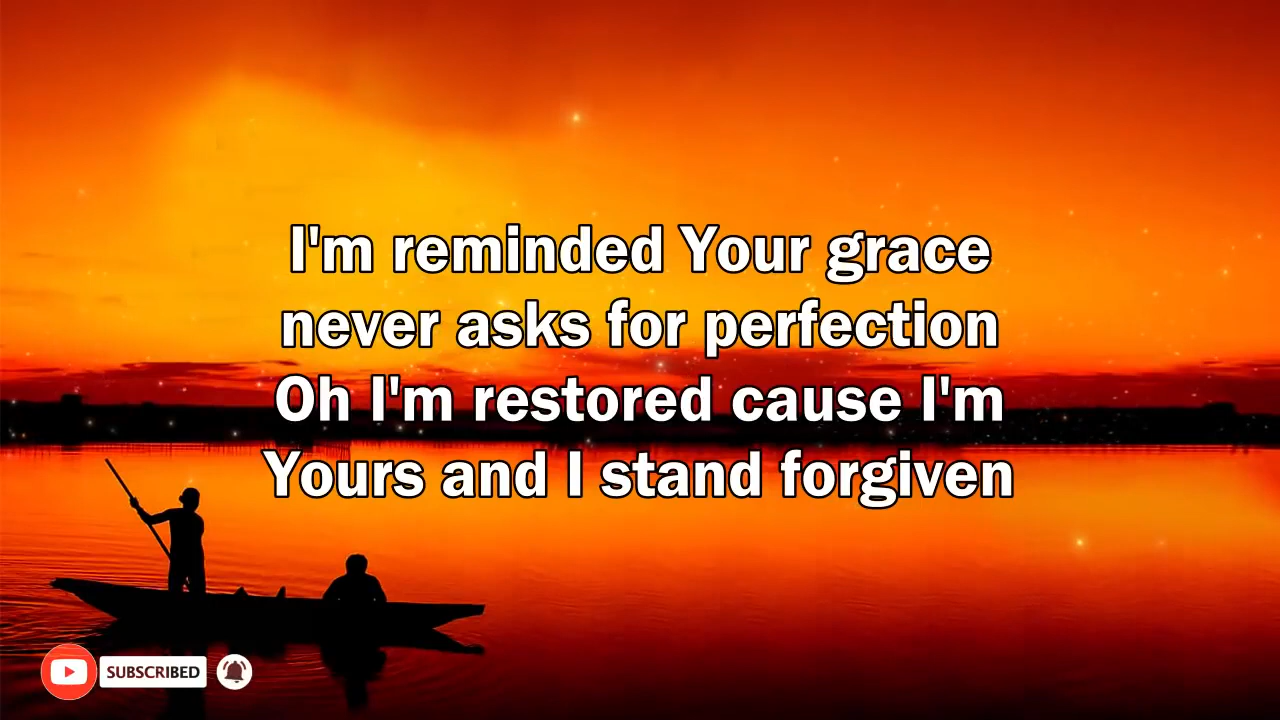 I'm reminded Your grace
never asks for perfection
Oh I'm restored cause I'm
Yours and I stand forgiven
SUBSCRIBED